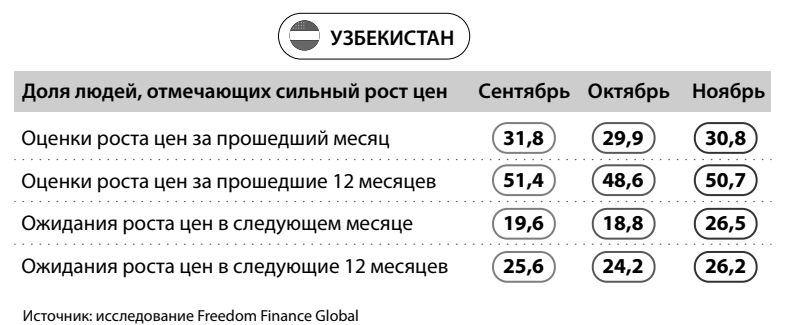 УЗБЕКИСТАН
Доля людей, отмечающих сильный рост цен Сентябрь Октябрь Ноябрь
Оценки роста цен за прошедший месяц 31,8 29,9 30,8
Оценки роста цен за прошедшие 12 месяцев 51,4 48,6 50,7
Ожидания роста цен в следующем месяце 19,6 18,8 26,5
Ожидания роста цен в следующие 12 месяцев 25,6 24,2 26,2
Источник: исследование Freedom Finance Global